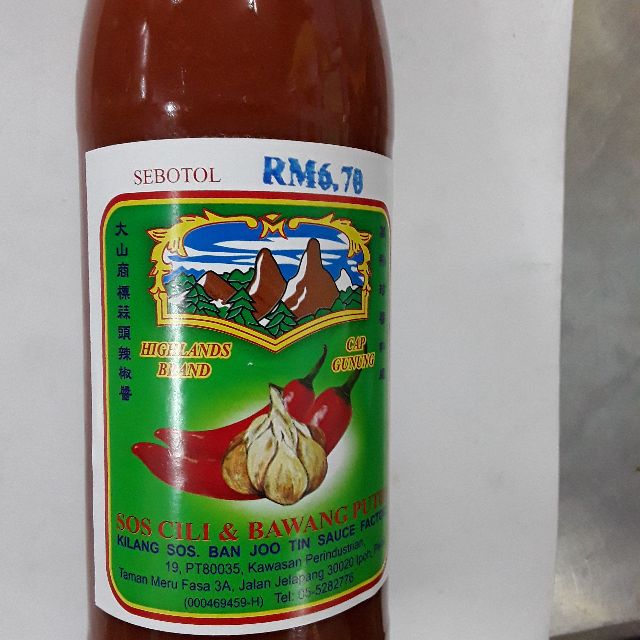 SEBOTOL RM6.70
大山商標蒜頭辣椒醬
HIGHLANDS
BRAND
CAP
GUNUNG
SOS CILI & BAWANG
KILANG SOS. BAN JOO TIN SAUCE
19, PT80035, Kawasan Perindustrian,
Taman Meru Fasa 3A, Jalan Jelapang 30020 Ipoh,
(000469459-H) Tel: 05-5282776